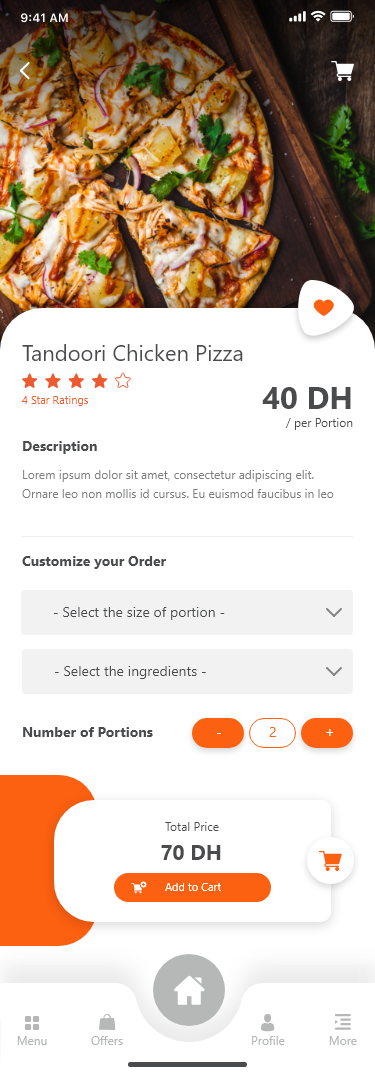 9:41 AM
Tandoori Chicken Pizza
4 Star Ratings
40 DH
/ per Portion
Description
Lorem ipsum dolor sit amet, consectetur adipiscing elit.
Ornare leo non mollis id cursus. Eu euismod faucibus in leo
Customize your Order
- Select the size of portion -
- Select the ingredients -
Number of Portions - 2 +
Total Price
70 DH
Add to Cart
Menu Offers Profile More